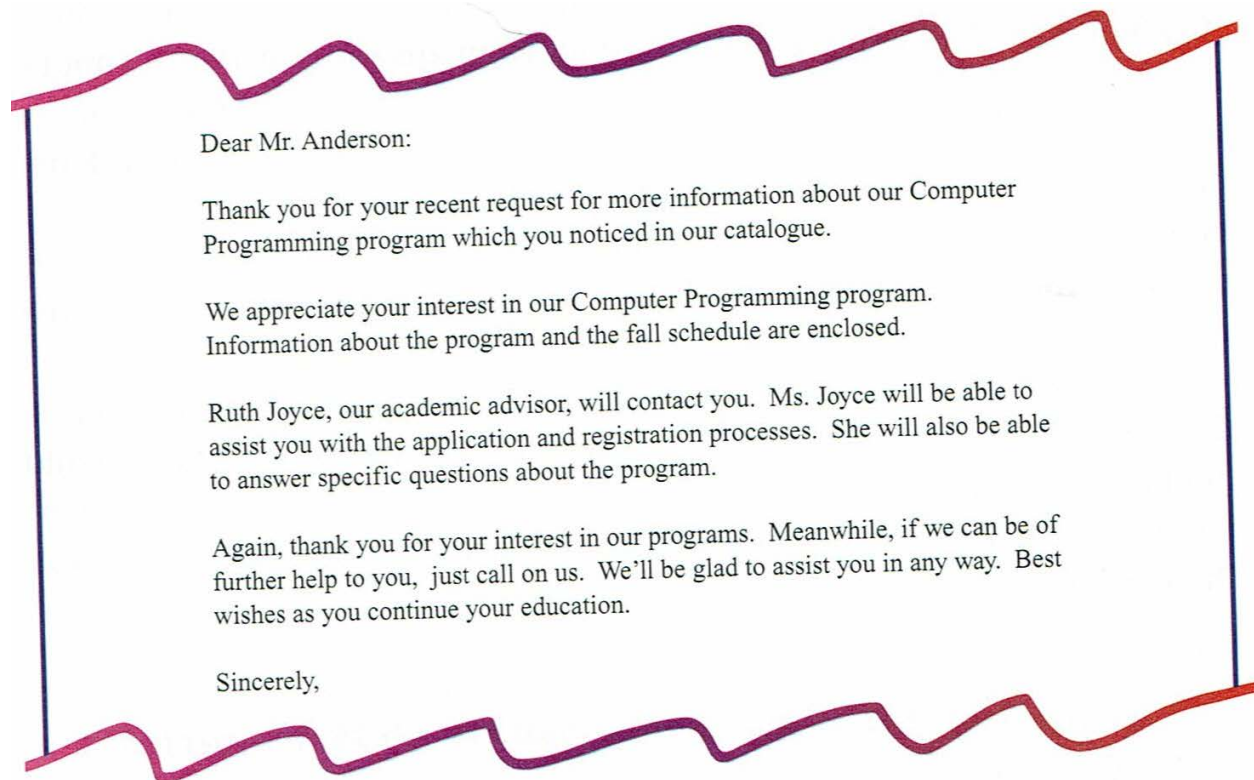 Dear Mr. Anderson:
Thank you for your recent request for more information about our Computer
Programming program which you noticed in our catalogue.
We appreciate your interest in our Computer Programming program.
Information about the program and the fall schedule are enclosed.
Ruth Joyce, our academic advisor, will contact you.  Ms. Joyce will be able to
assist you with the application and registration processes.  She will also be able
to answer specific questions about the program.
Again, thank you for your interest in our programs.  Meanwhile, if we can be of
further help to you,  just call on us.  We’ll be glad to assist you in any way.  Best
wishes as you continue your education.
Sincerely,